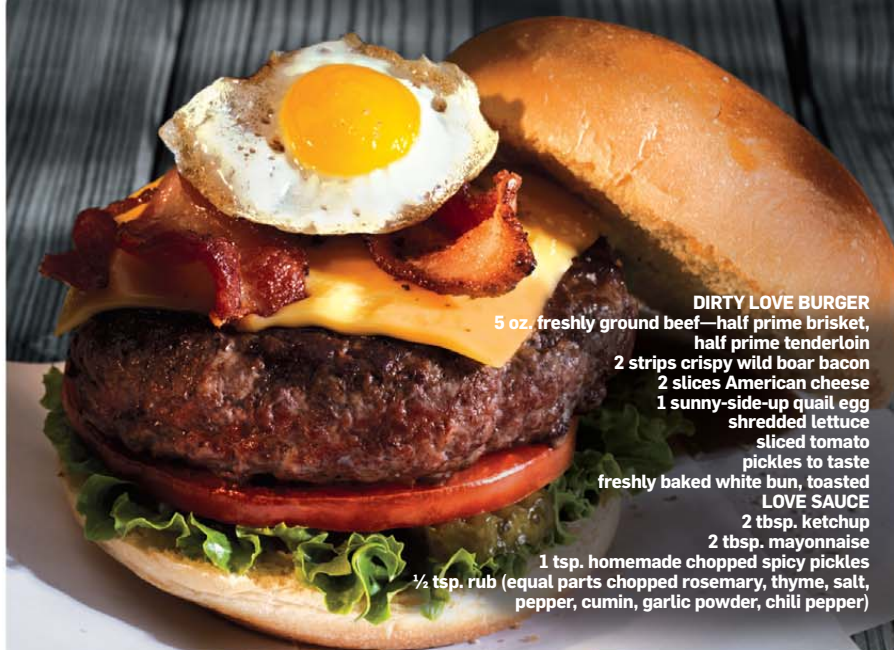 DIRTY LOVE BURGER
5 oz. freshly ground beef—half prime brisket,
half prime tenderloin
2 strips crispy wild boar bacon
2 slices American cheese
1 sunny-side-up quail egg
shredded lettuce
sliced tomato
pickles to taste
freshly baked white bun, toasted
LOVE SAUCE
2 tbsp. ketchup
2 tbsp. mayonnaise
1 tsp. homemade chopped spicy pickles
½ tsp. rub (equal parts chopped rosemary, thyme, salt,
pepper, cumin, garlic powder, chili pepper)